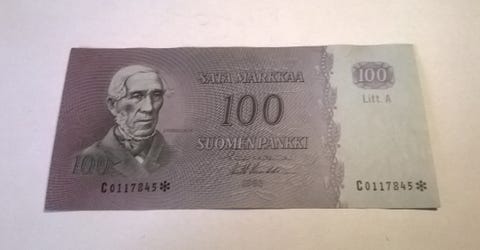 SATA MARKKAA
100
Litt. A
100
SUOMEN PANKKI
100
C0117845*
C0117845*